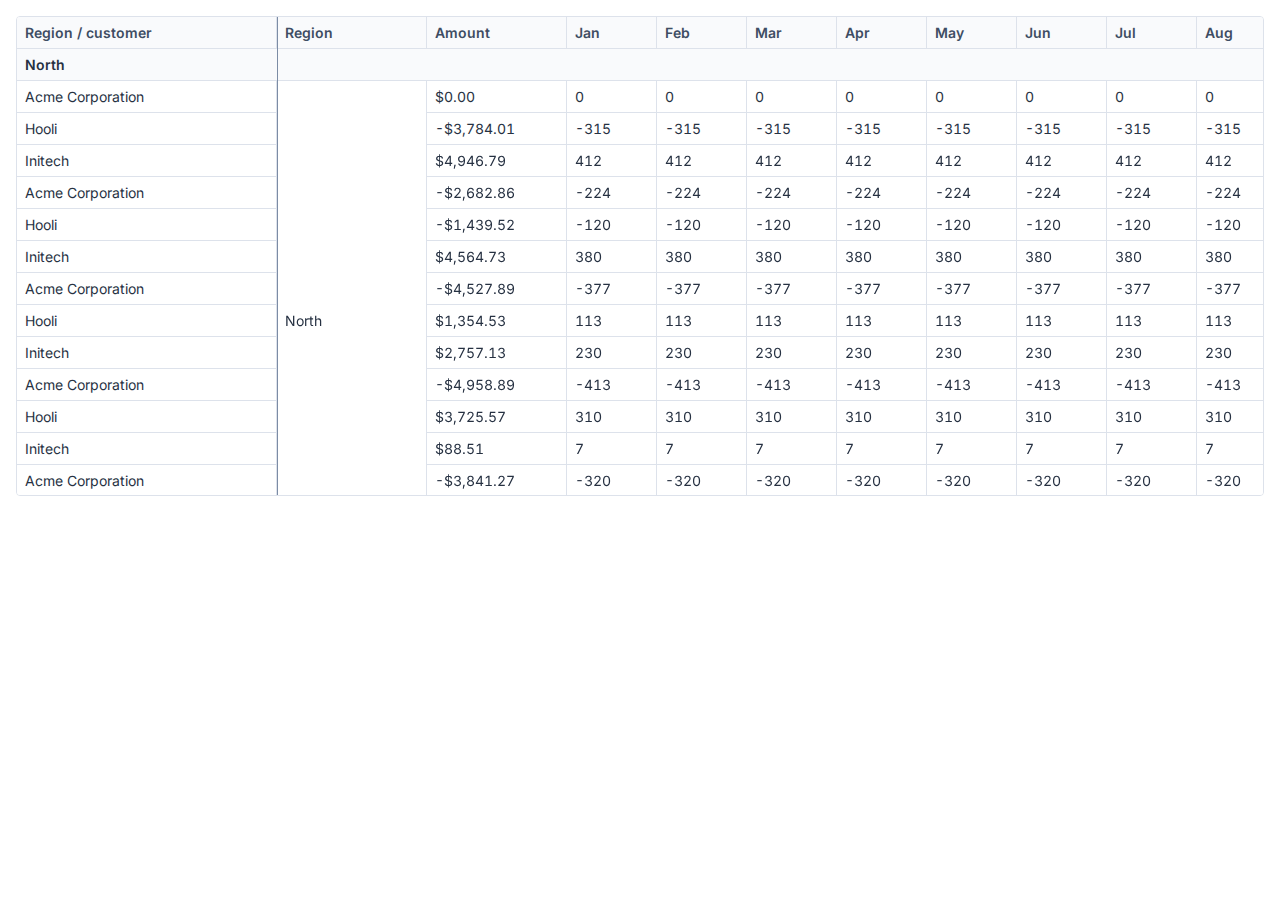 Region / customer Region Amount Jan Feb Mar Apr May Jun Jul Aug
North
Acme Corporation $0.00 0 0 0 0 0 0 0 0
Hooli -$3,784.01 -315 -315 -315 -315 -315 -315 -315 -315
Initech $4,946.79 412 412 412 412 412 412 412 412
Acme Corporation -$2,682.86 -224 -224 -224 -224 -224 -224 -224 -224
Hooli -$1,439.52 -120 -120 -120 -120 -120 -120 -120 -120
Initech $4,564.73 380 380 380 380 380 380 380 380
Acme Corporation -$4,527.89 -377 -377 -377 -377 -377 -377 -377 -377
Hooli North $1,354.53 113 113 113 113 113 113 113 113
Initech $2,757.13 230 230 230 230 230 230 230 230
Acme Corporation -$4,958.89 -413 -413 -413 -413 -413 -413 -413 -413
Hooli $3,725.57 310 310 310 310 310 310 310 310
Initech $88.51 7 7 7 7 7 7 7 7
Acme Corporation -$3,841.27 -320 -320 -320 -320 -320 -320 -320 -320